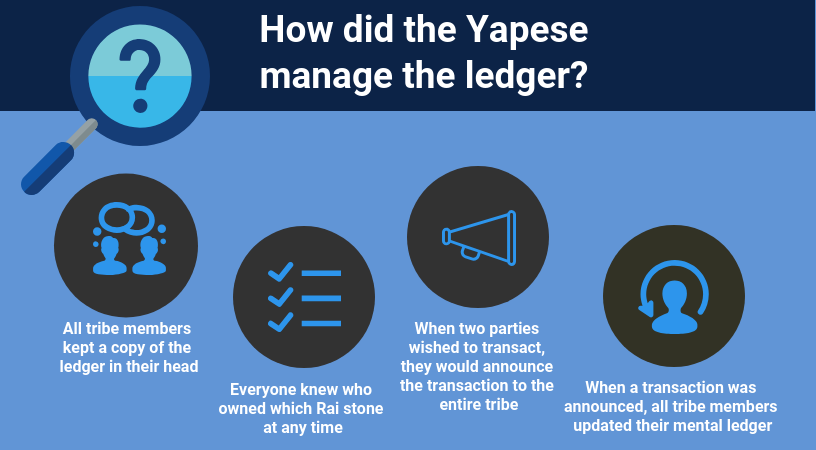 How did the Yapese
manage the ledger?
All tribe members
kept a copy of the
ledger in their head
Everyone knew who
owned which Rai stone
at any time
When two parties
wished to transact,
they would announce
the transaction to the
entire tribe
When a transaction was
announced, all tribe members
updated their mental ledger